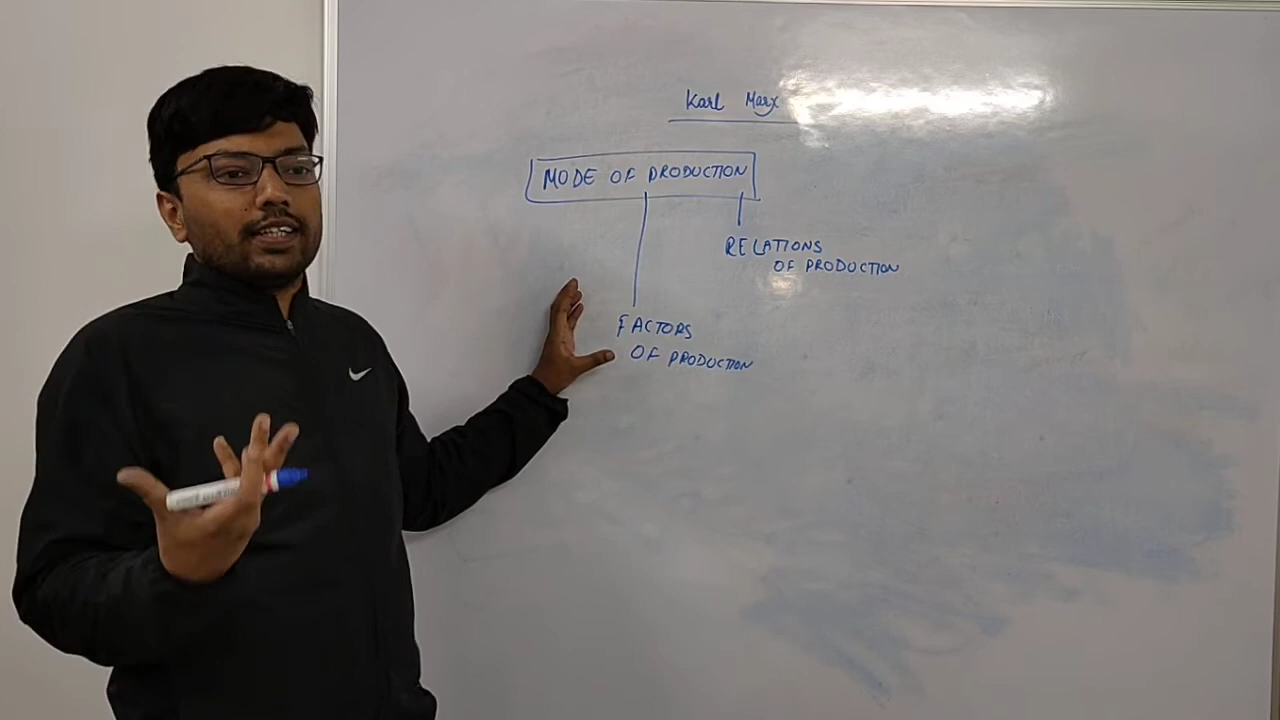 Karl Marx
MODE OF PRODUCTION
RELATIONS
OF PRODUCTION
FACTORS
OF PRODUCTION